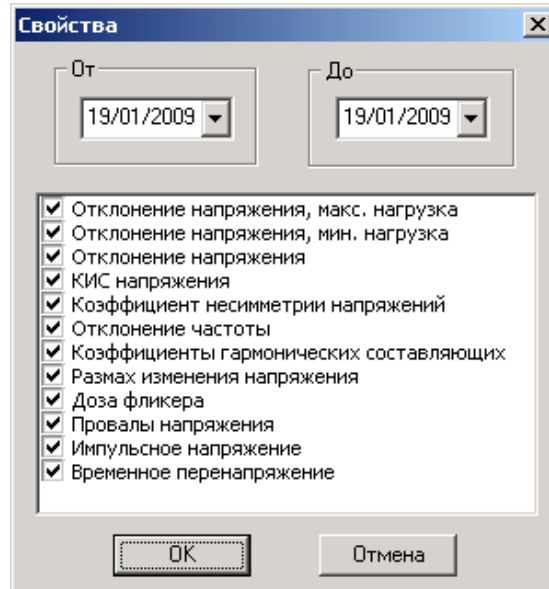 Свойства
От
До
19/01/2009
19/01/2009
Отклонение напряжения, макс. нагрузка
Отклонение напряжения, мин. нагрузка
Отклонение напряжения
КИС напряжения
Коэффициент несимметрии напряжений
Отклонение частоты
Коэффициенты гармонических составляющих
Размах изменения напряжения
Доза фликера
Провалы напряжения
Импульсное напряжение
Временное перенапряжение
OK
Отмена